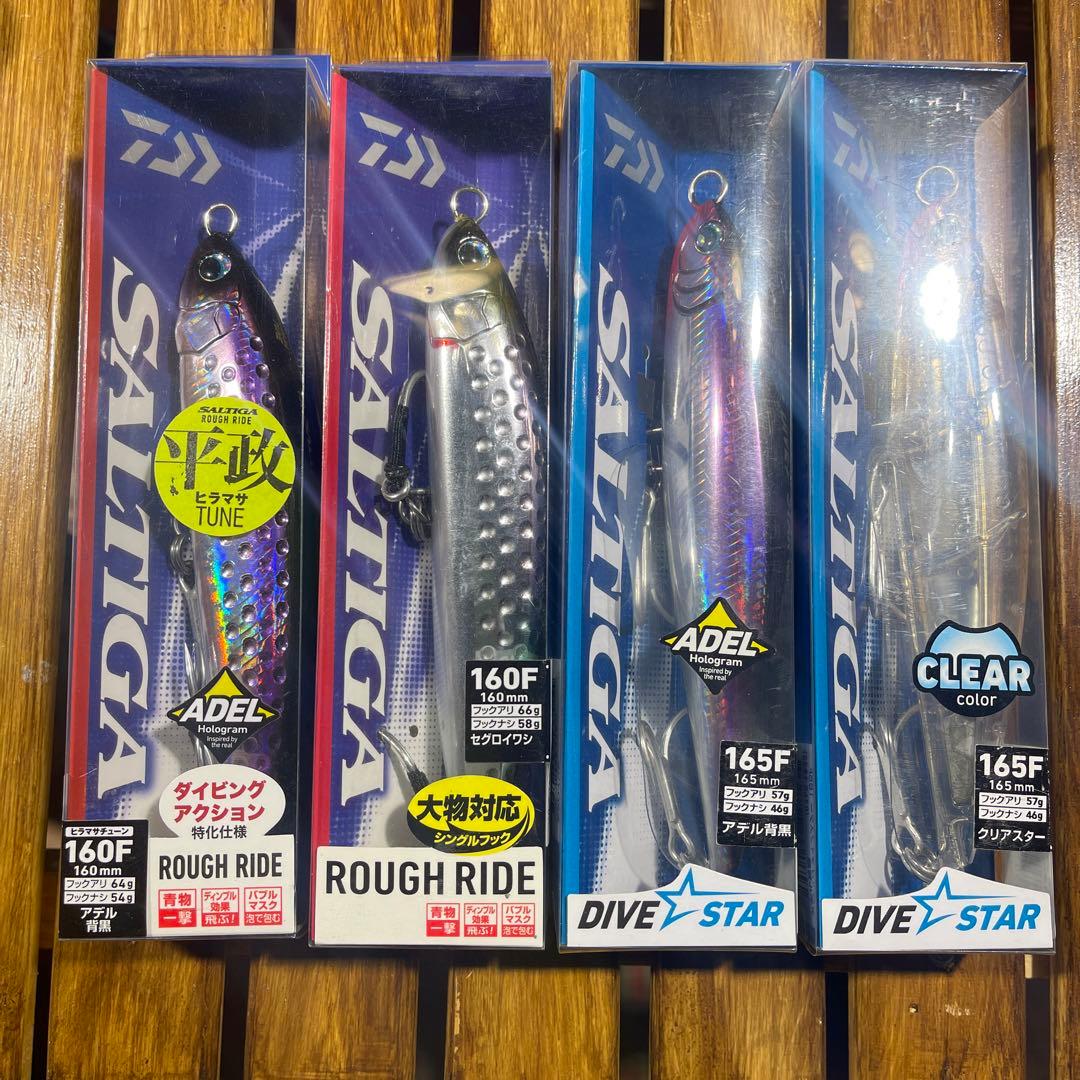 SALTIGA
SALTIGA
ROUGH RIDE
平政
ヒラマサ
TUNE
ADEL
Hologram
Inspired by
the real
ダイビング
アクション
特化仕様
ヒラマサチューン
160F
160mm
フックアリ 64g
フックナシ 54g
アデル
背黒
ROUGH RIDE
青物
一撃
ディンプル
効果
飛ぶ!
バブル
マスク
泡で包む
SALTIGA
160F
160mm
フックアリ 66g
フックナシ 58g
セグロイワシ
大物対応
シングルフック
ROUGH RIDE
青物
一撃
ディンプル
効果
飛ぶ!
バブル
マスク
泡で包む
SALTIGA
ADEL
Hologram
Inspired by
the real
165F
165mm
フックアリ 57g
フックナシ 46g
アデル背黒
DIVE STAR
SALTIGA
CLEAR
color
165F
165mm
フックアリ 57g
フックナシ 46g
クリアスター
DIVE STAR